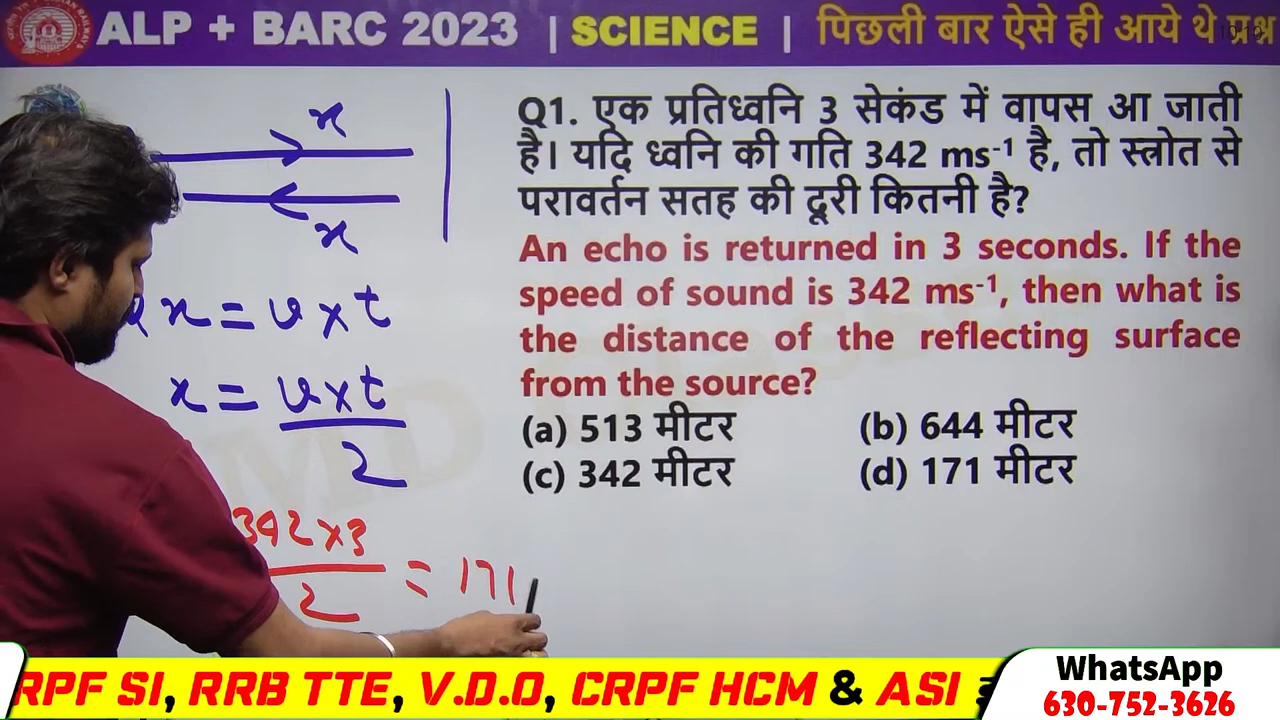 ALP + BARC 2023 | SCIENCE | पिछली बार ऐसे ही आये थे प्रश्न
x
x
x = v x t
x = v x t
2
342 x 3
2
= 171
Q1. एक प्रतिध्वनि 3 सेकंड में वापस आ जाती
है। यदि ध्वनि की गति 342 ms⁻¹ है, तो स्त्रोत से
परावर्तन सतह की दूरी कितनी है?
An echo is returned in 3 seconds. If the
speed of sound is 342 ms⁻¹, then what is
the distance of the reflecting surface
from the source?
(a) 513 मीटर (b) 644 मीटर
(c) 342 मीटर (d) 171 मीटर
RPF SI, RRB TTE, V.D.O, CRPF HCM & ASI
WhatsApp
630-752-3626